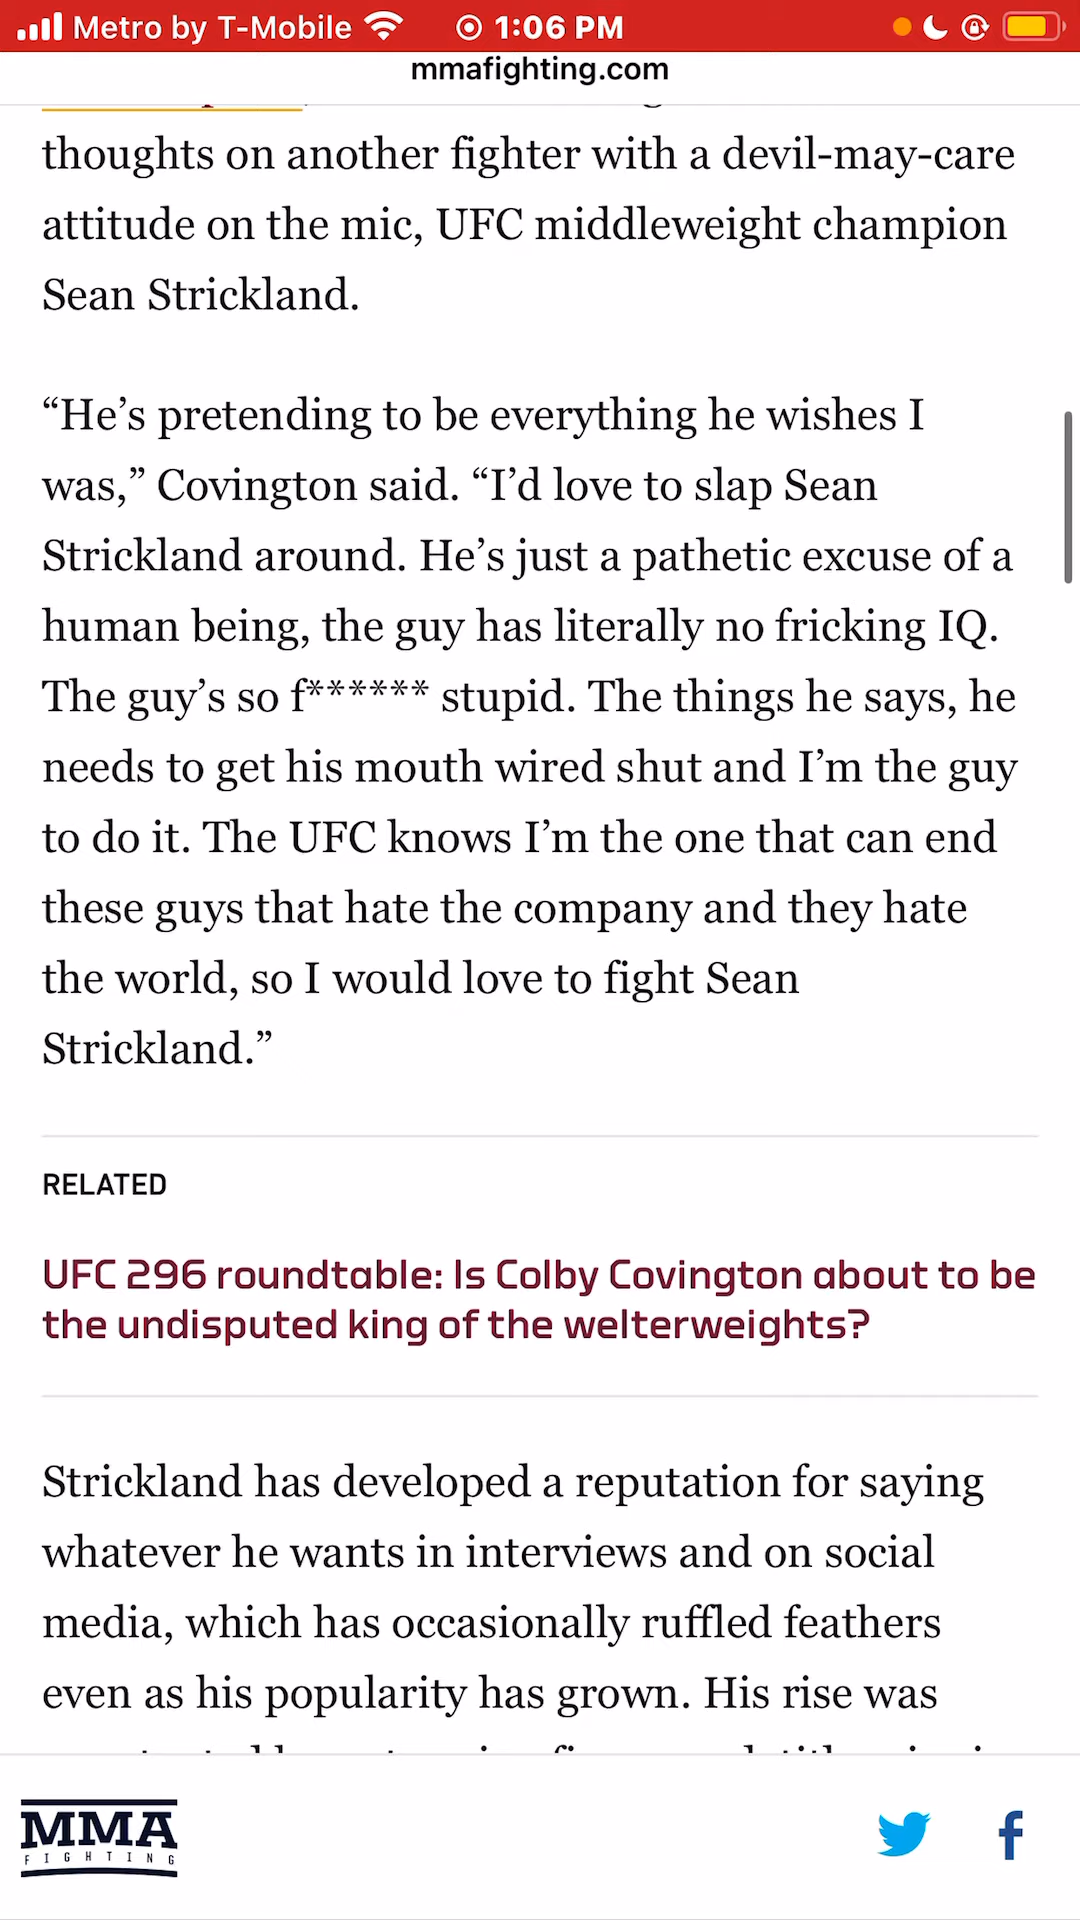 Metro by T-Mobile 1:06 PM
mmafighting.com
thoughts on another fighter with a devil-may-care
attitude on the mic, UFC middleweight champion
Sean Strickland.
“He’s pretending to be everything he wishes I
was,” Covington said. “I’d love to slap Sean
Strickland around. He’s just a pathetic excuse of a
human being, the guy has literally no fricking IQ.
The guy’s so f****** stupid. The things he says, he
needs to get his mouth wired shut and I’m the guy
to do it. The UFC knows I’m the one that can end
these guys that hate the company and they hate
the world, so I would love to fight Sean
Strickland.”
RELATED
UFC 296 roundtable: Is Colby Covington about to be
the undisputed king of the welterweights?
Strickland has developed a reputation for saying
whatever he wants in interviews and on social
media, which has occasionally ruffled feathers
even as his popularity has grown. His rise was
MMA
FIGHTING